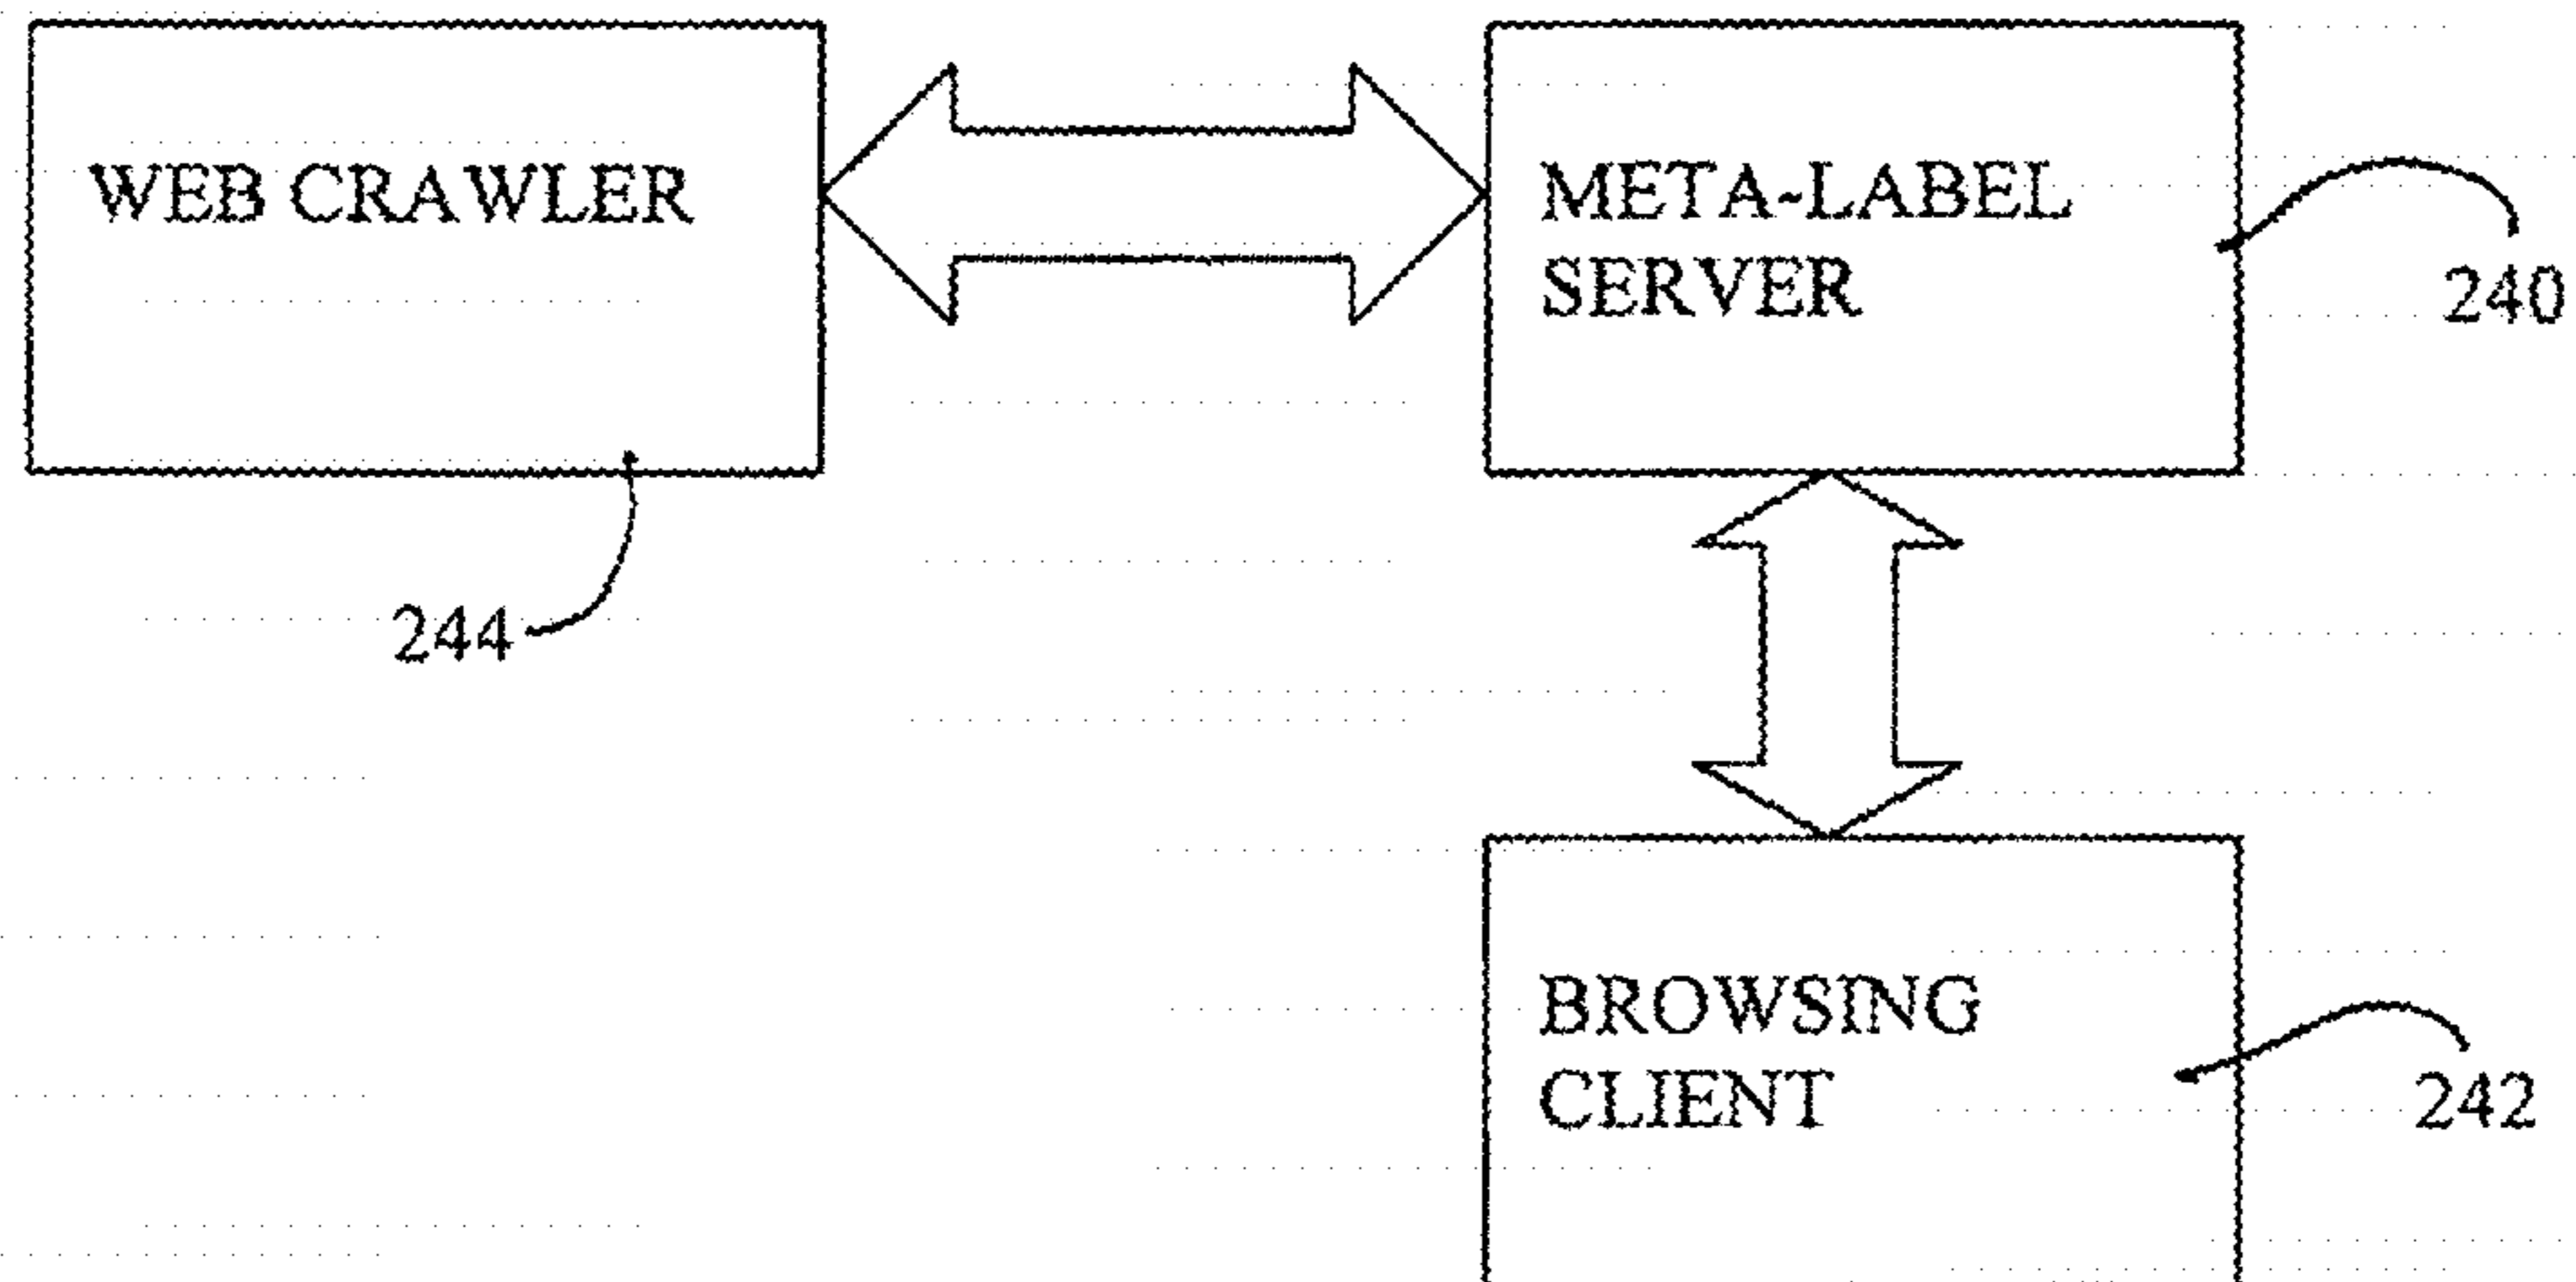 WEB CRAWLER
META-LABEL
SERVER
240
244
BROWSING
CLIENT
242